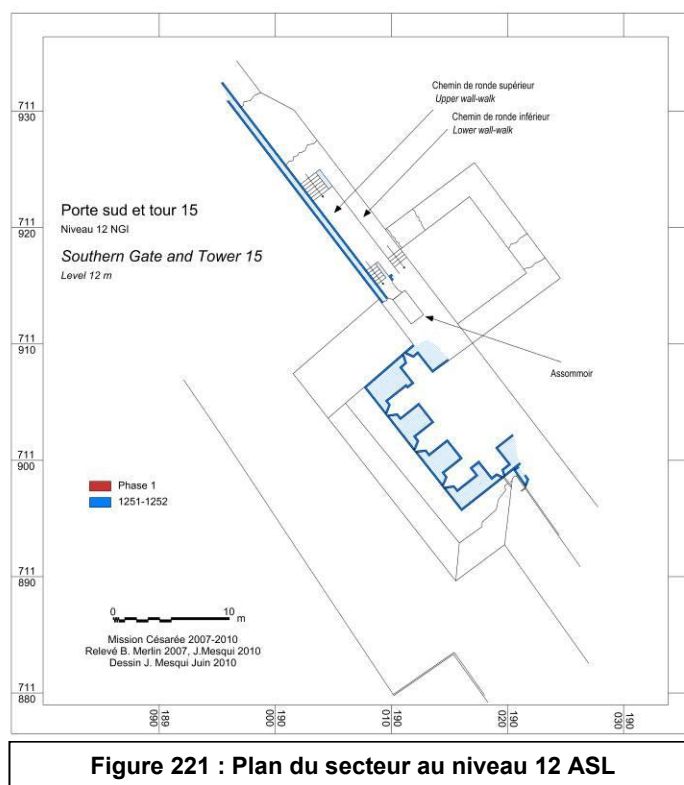 Chemin de ronde supérieur
Upper wall-walk
Chemin de ronde inférieur
Lower wall-walk
711
930
Porte sud et tour 15
Niveau 12 NGI
711
920
Southern Gate and Tower 15
Level 12 m
711
910
Assommoir
711
900
Phase 1
1251-1252
711
890
0 10 m
Mission Césarée 2007-2010
Relevé B. Merlin 2007, J.Mesqui 2010
Dessin J. Mesqui Juin 2010
711
880
189
990
190
000
190
010
190
020
190
030
Figure 221 : Plan du secteur au niveau 12 ASL